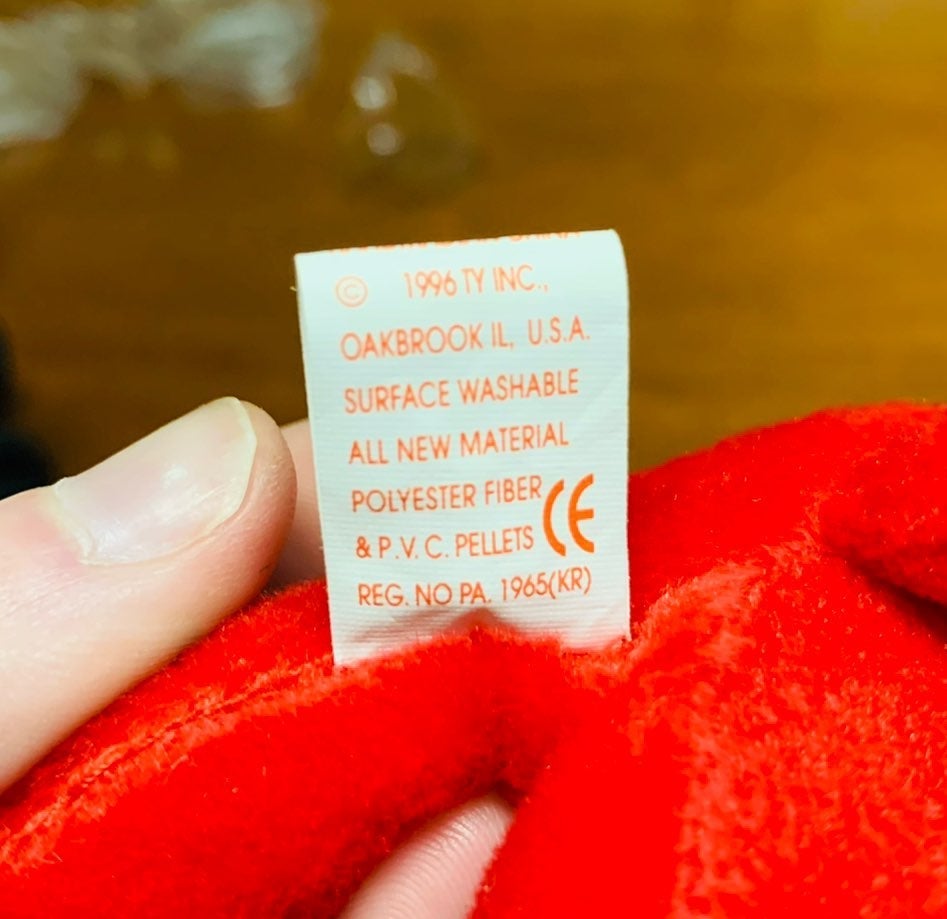 © 1996 TY INC.,
OAKBROOK IL, U.S.A.
SURFACE WASHABLE
ALL NEW MATERIAL
POLYESTER FIBER
& P.V.C. PELLETS CE
REG. NO PA. 1965(KR)